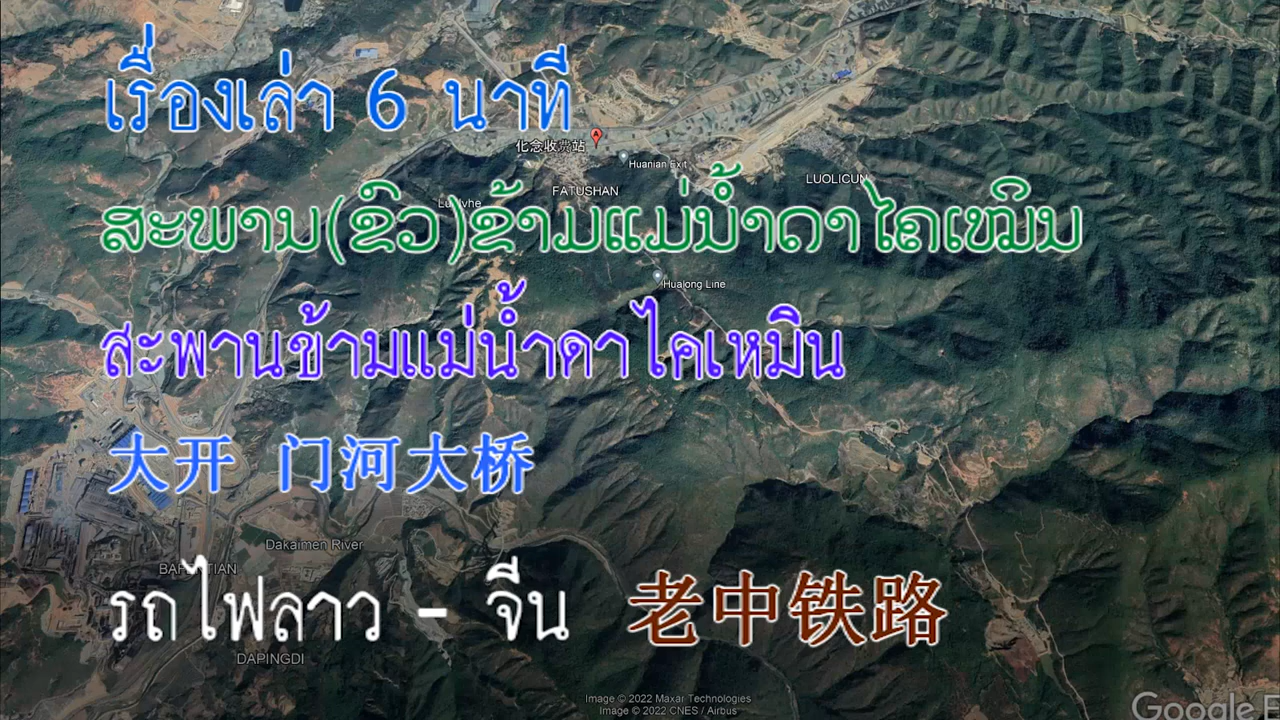 เรื่องเล่า 6 นาที
化念收费站
Huanian Exit
FATUSHAN
LUOLICUN
ສະພານ(ຂົວ)ຂ້າມແມ່ນ້ຳດາໄຄເໝິນ
Hualong Line
สะพานข้ามแม่น้ำดาไคเหมิน
大开 门河大桥
Dakaimen River
รถไฟลาว - จีน 老中铁路
DAPINGDI
Image © 2022 Maxar Technologies
Image © 2022 CNES / Airbus
Google